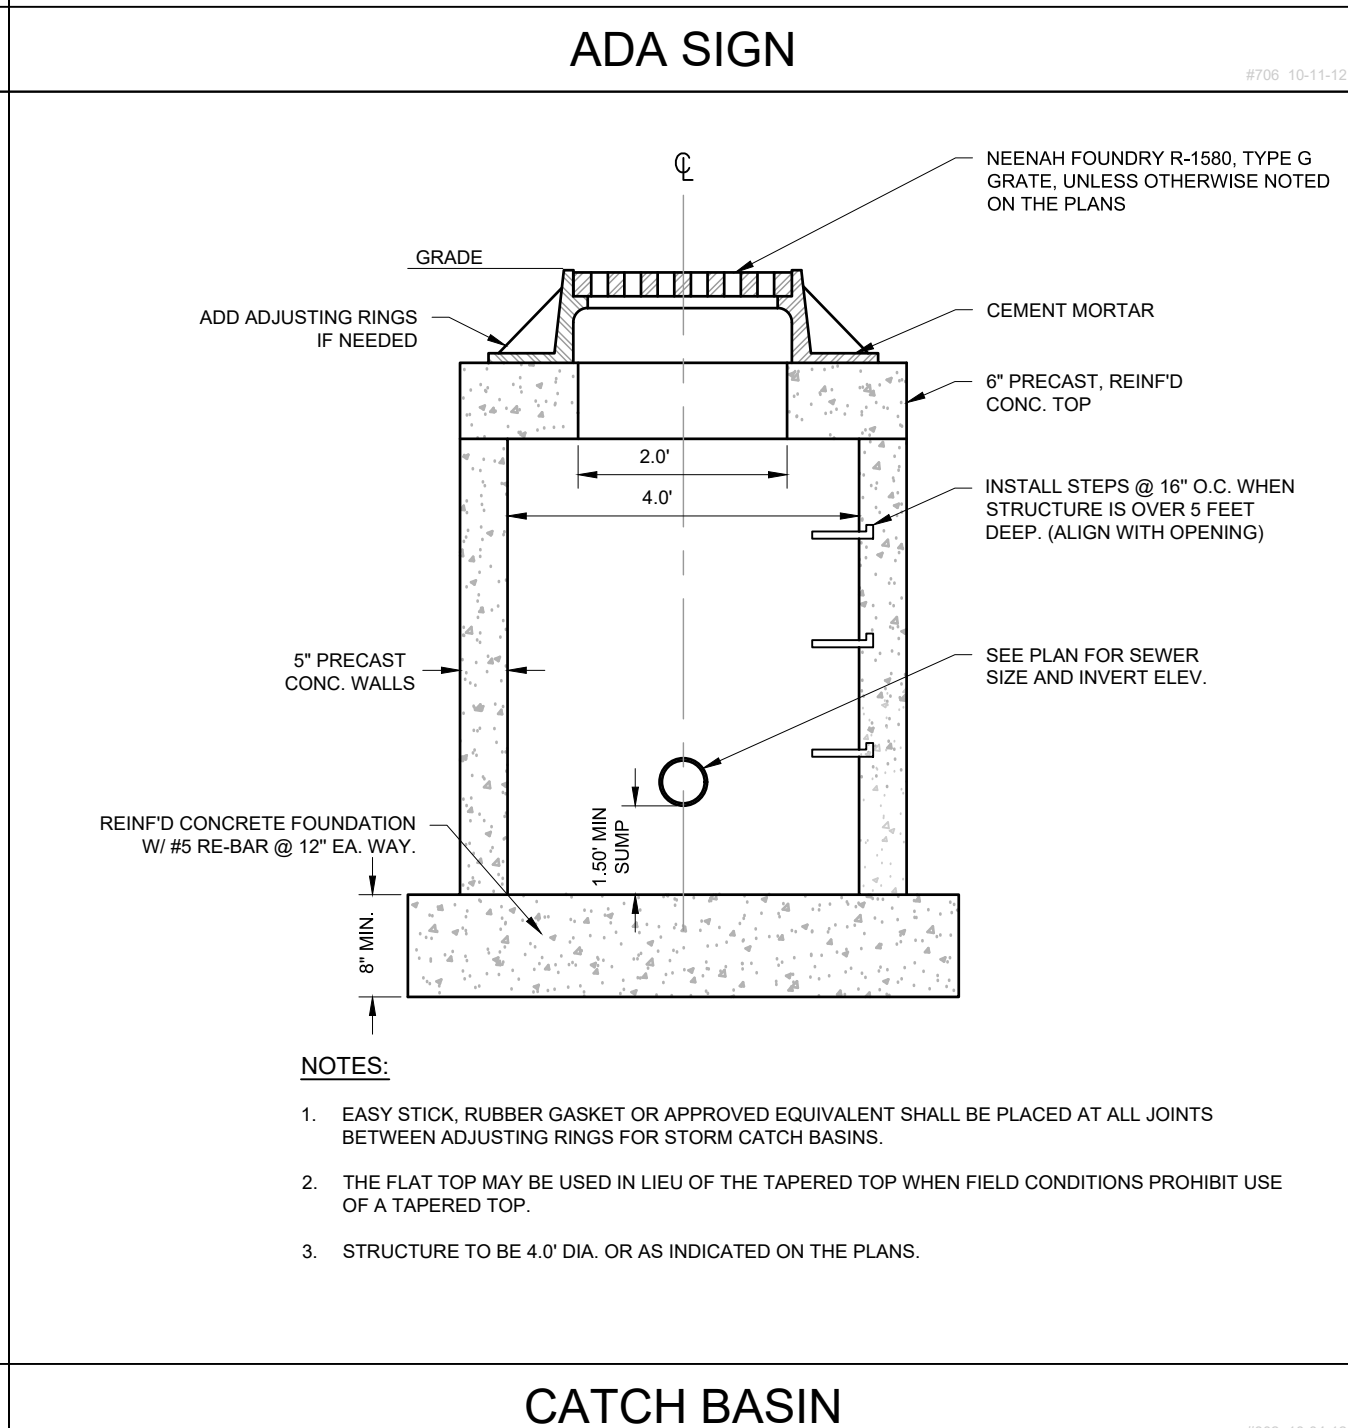 ADA SIGN
#706 10-11-12
℄
NEENAH FOUNDRY R-1580, TYPE G
GRATE, UNLESS OTHERWISE NOTED
ON THE PLANS
GRADE
ADD ADJUSTING RINGS
IF NEEDED
CEMENT MORTAR
6" PRECAST, REINF'D
CONC. TOP
2.0'
4.0'
INSTALL STEPS @ 16" O.C. WHEN
STRUCTURE IS OVER 5 FEET
DEEP. (ALIGN WITH OPENING)
5" PRECAST
CONC. WALLS
SEE PLAN FOR SEWER
SIZE AND INVERT ELEV.
REINF'D CONCRETE FOUNDATION
W/ #5 RE-BAR @ 12" EA. WAY.
1.50' MIN
SUMP
8" MIN.
NOTES:
1. EASY STICK, RUBBER GASKET OR APPROVED EQUIVALENT SHALL BE PLACED AT ALL JOINTS
BETWEEN ADJUSTING RINGS FOR STORM CATCH BASINS.
2. THE FLAT TOP MAY BE USED IN LIEU OF THE TAPERED TOP WHEN FIELD CONDITIONS PROHIBIT USE
OF A TAPERED TOP.
3. STRUCTURE TO BE 4.0' DIA. OR AS INDICATED ON THE PLANS.
CATCH BASIN